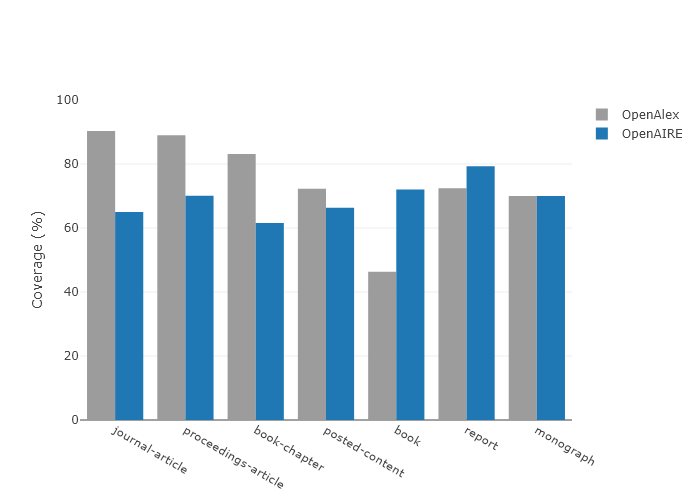 100
80
60
40
20
0
Coverage (%)
journal-article
proceedings-article
book-chapter
posted-content
book
report
monograph
OpenAlex
OpenAIRE